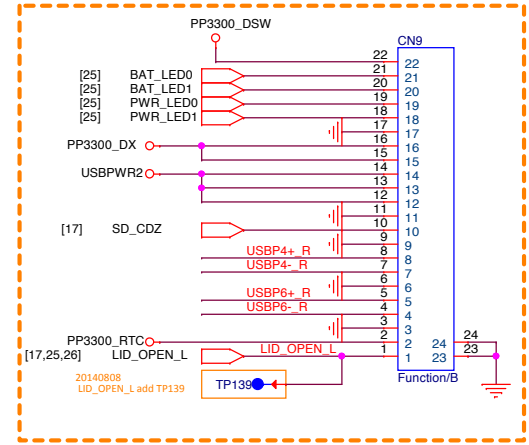 PP3300_DSW
CN9
22 22
[25] BAT_LED0 21 21
[25] BAT_LED1 20 20
[25] PWR_LED0 19 19
[25] PWR_LED1 18 18
17 17
PP3300_DX 16 16
15 15
USBPWR2 14 14
13 13
12 12
11 11
[17] SD_CDZ 10 10
9 9
USBP4+_R 8 8
USBP4-_R 7 7
6 6
USBP6+_R 5 5
USBP6-_R 4 4
3 3
PP3300_RTC 2 2 24 24
[17,25,26] LID_OPEN_L LID_OPEN_L 1 1 23 23
Function/B
20140808
LID_OPEN_L add TP139
TP139